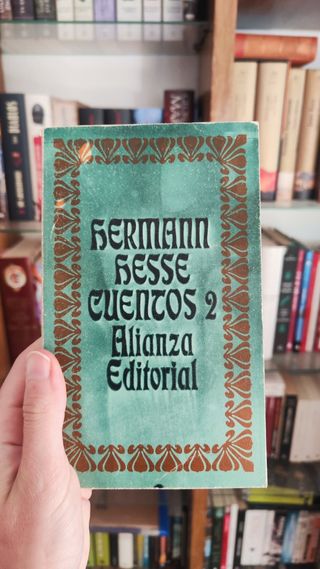 HERMANN
HESSE
CUENTOS 2
Alianza
Editorial